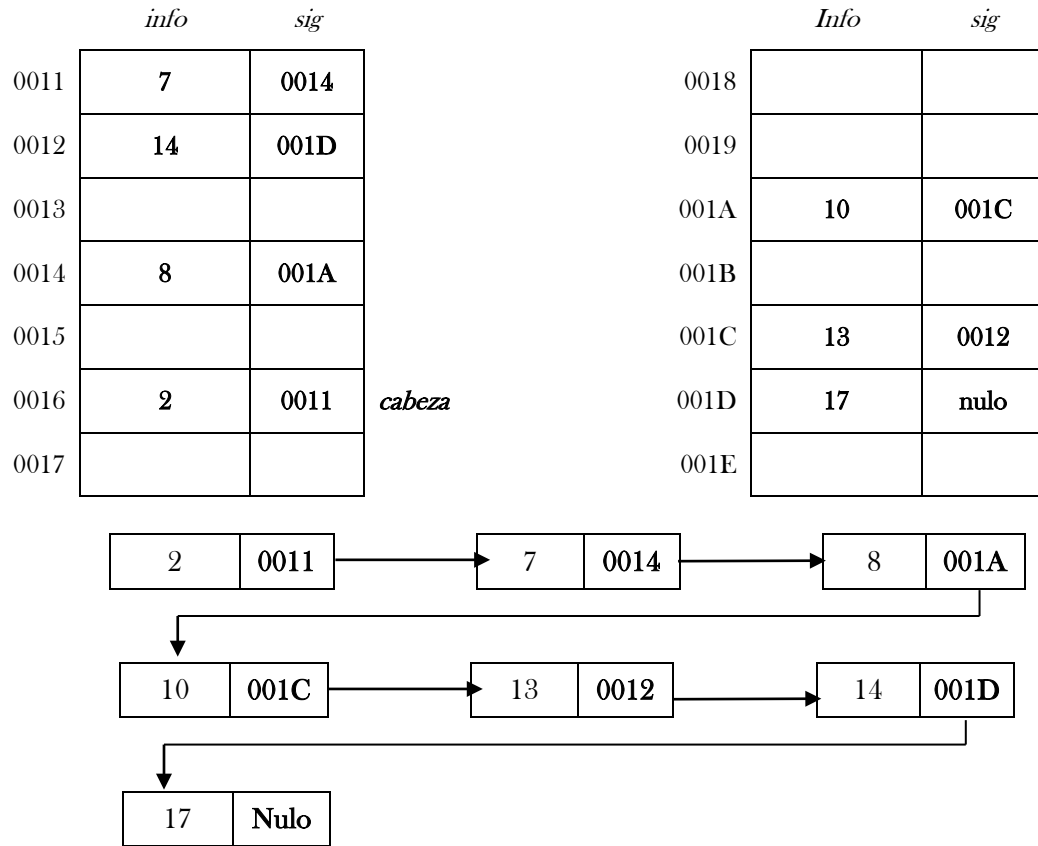 info sig
0011 7 0014
0012 14 001D
0013
0014 8 001A
0015
0016 2 0011 cabeza
0017
Info sig
0018
0019
001A 10 001C
001B
001C 13 0012
001D 17 nulo
001E
2 0011 7 0014 8 001A
10 001C 13 0012 14 001D
17 Nulo